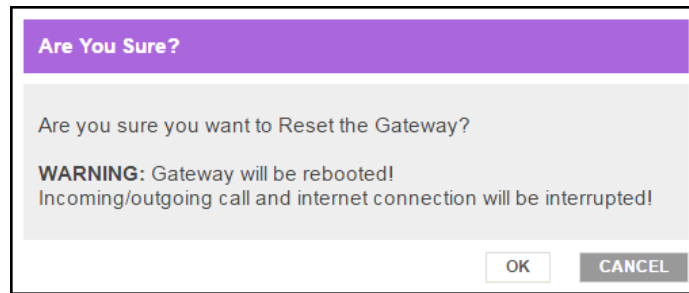 Are You Sure?
Are you sure you want to Reset the Gateway?
WARNING: Gateway will be rebooted!
Incoming/outgoing call and internet connection will be interrupted!
OK CANCEL